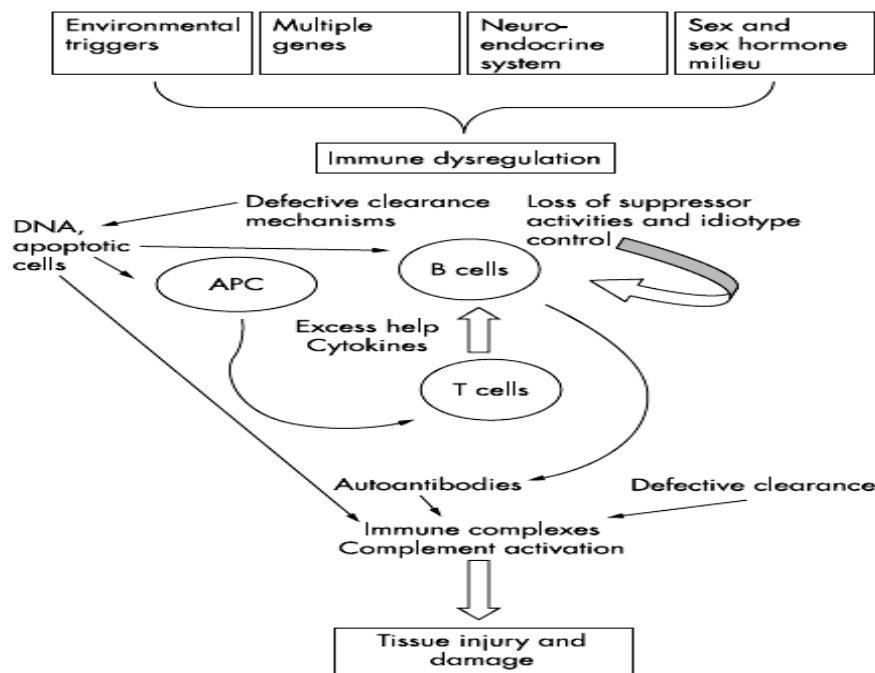 Environmental
triggers
Multiple
genes
Neuro-
endocrine
system
Sex and
sex hormone
milieu
Immune dysregulation
Defective clearance
mechanisms
Loss of suppressor
activities and idiotype
control
DNA,
apoptotic
cells
APC
B cells
Excess help
Cytokines
T cells
Autoantibodies
Defective clearance
Immune complexes
Complement activation
Tissue injury and
damage